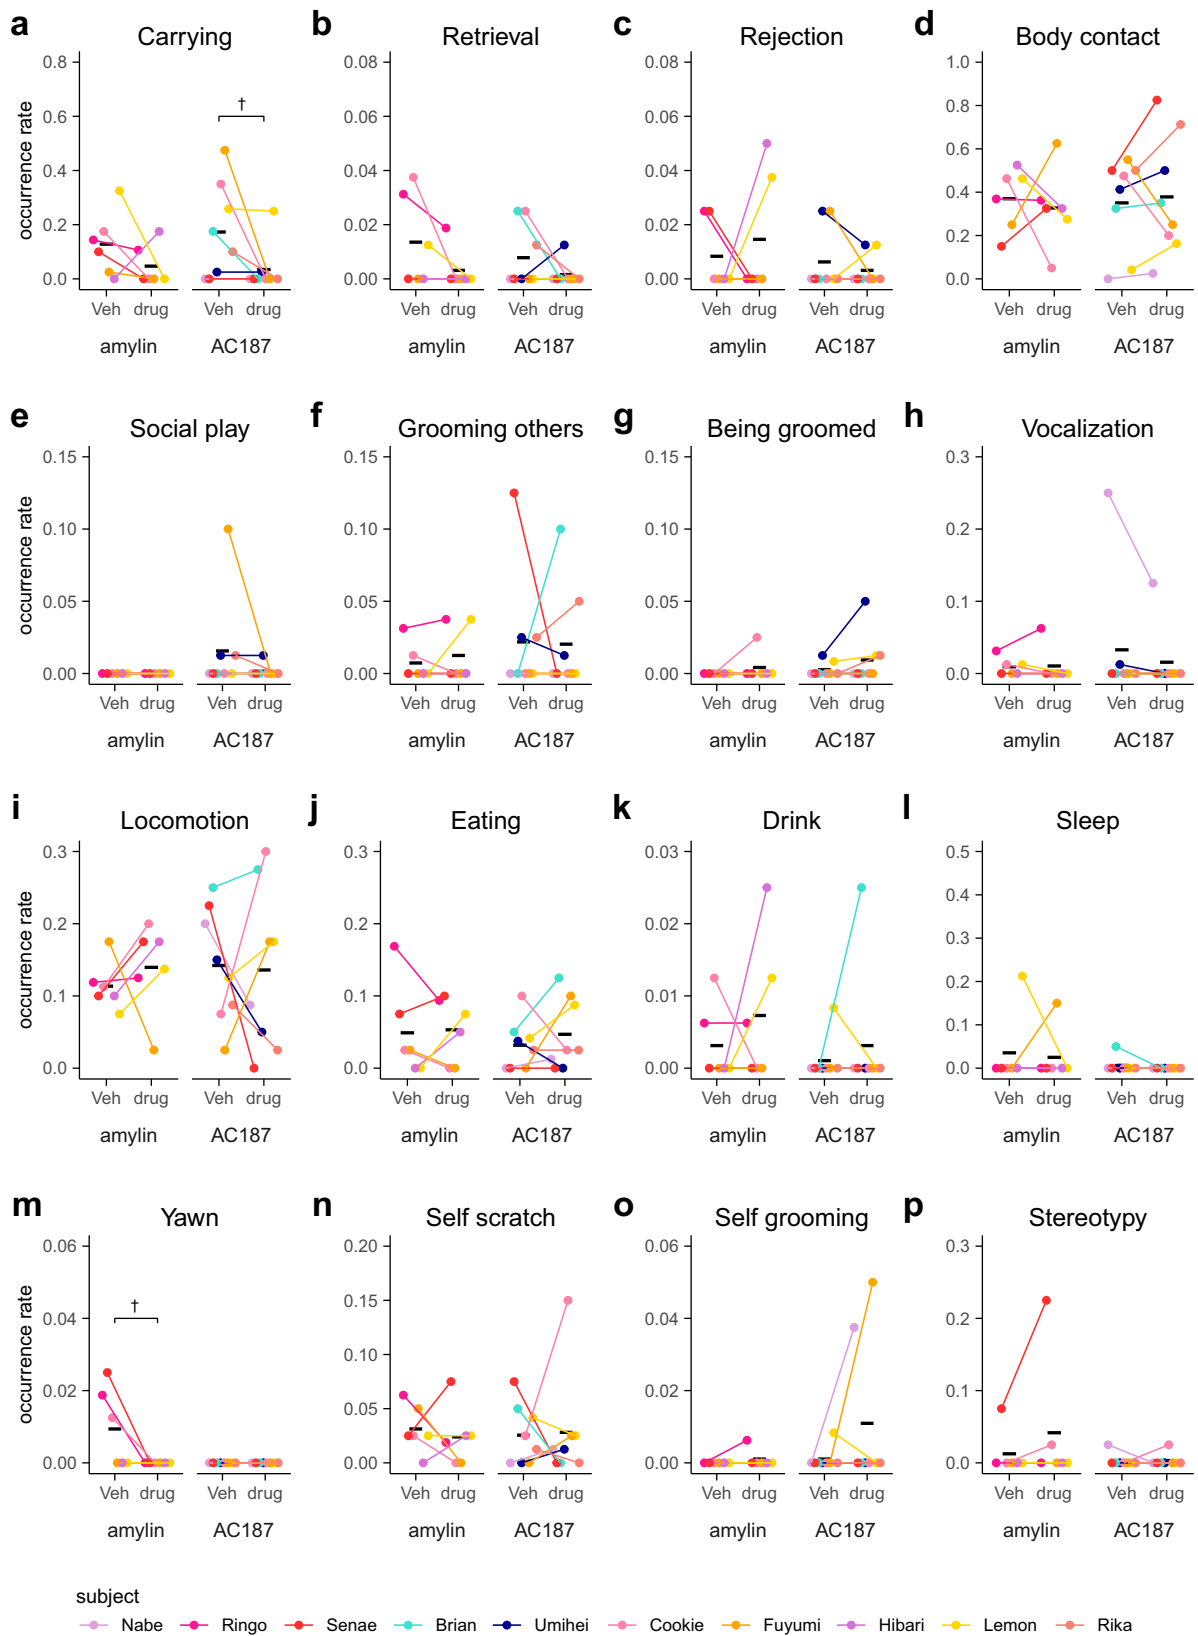 a Carrying b Retrieval c Rejection d Body contact
occurrence rate
0.8 0.6 0.4 0.2 0.0
†
0.08 0.06 0.04 0.02 0.00
0.08 0.06 0.04 0.02 0.00
1.0 0.8 0.6 0.4 0.2 0.0
Veh drug Veh drug Veh drug Veh drug Veh drug Veh drug Veh drug Veh drug
amylin AC187 amylin AC187 amylin AC187 amylin AC187
e Social play f Grooming others g Being groomed h Vocalization
occurrence rate
0.15 0.10 0.05 0.00
0.15 0.10 0.05 0.00
0.15 0.10 0.05 0.00
0.3 0.2 0.1 0.0
Veh drug Veh drug Veh drug Veh drug Veh drug Veh drug Veh drug Veh drug
amylin AC187 amylin AC187 amylin AC187 amylin AC187
i Locomotion j Eating k Drink l Sleep
occurrence rate
0.3 0.2 0.1 0.0
0.3 0.2 0.1 0.0
0.03 0.02 0.01 0.00
0.5 0.4 0.3 0.2 0.1 0.0
Veh drug Veh drug Veh drug Veh drug Veh drug Veh drug Veh drug Veh drug
amylin AC187 amylin AC187 amylin AC187 amylin AC187
m Yawn n Self scratch o Self grooming p Stereotypy
occurrence rate
0.06 0.04 0.02 0.00
†
0.20 0.15 0.10 0.05 0.00
0.06 0.04 0.02 0.00
0.3 0.2 0.1 0.0
Veh drug Veh drug Veh drug Veh drug Veh drug Veh drug Veh drug Veh drug
amylin AC187 amylin AC187 amylin AC187 amylin AC187
subject
Nabe Ringo Senae Brian Umihei Cookie Fuyumi Hibari Lemon Rika